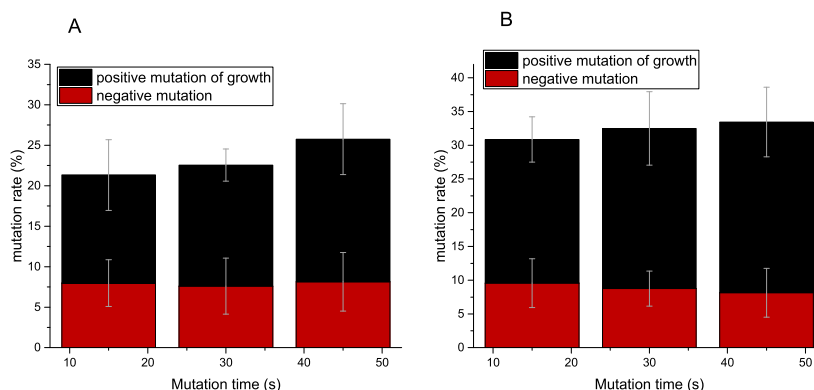 A
positive mutation of growth
negative mutation
mutation rate (%)
35
30
25
20
15
10
5
0
10 20 30 40 50
Mutation time (s)
B
positive mutation of growth
negative mutation
mutation rate (%)
40
35
30
25
20
15
10
5
0
10 20 30 40 50
Mutation time (s)